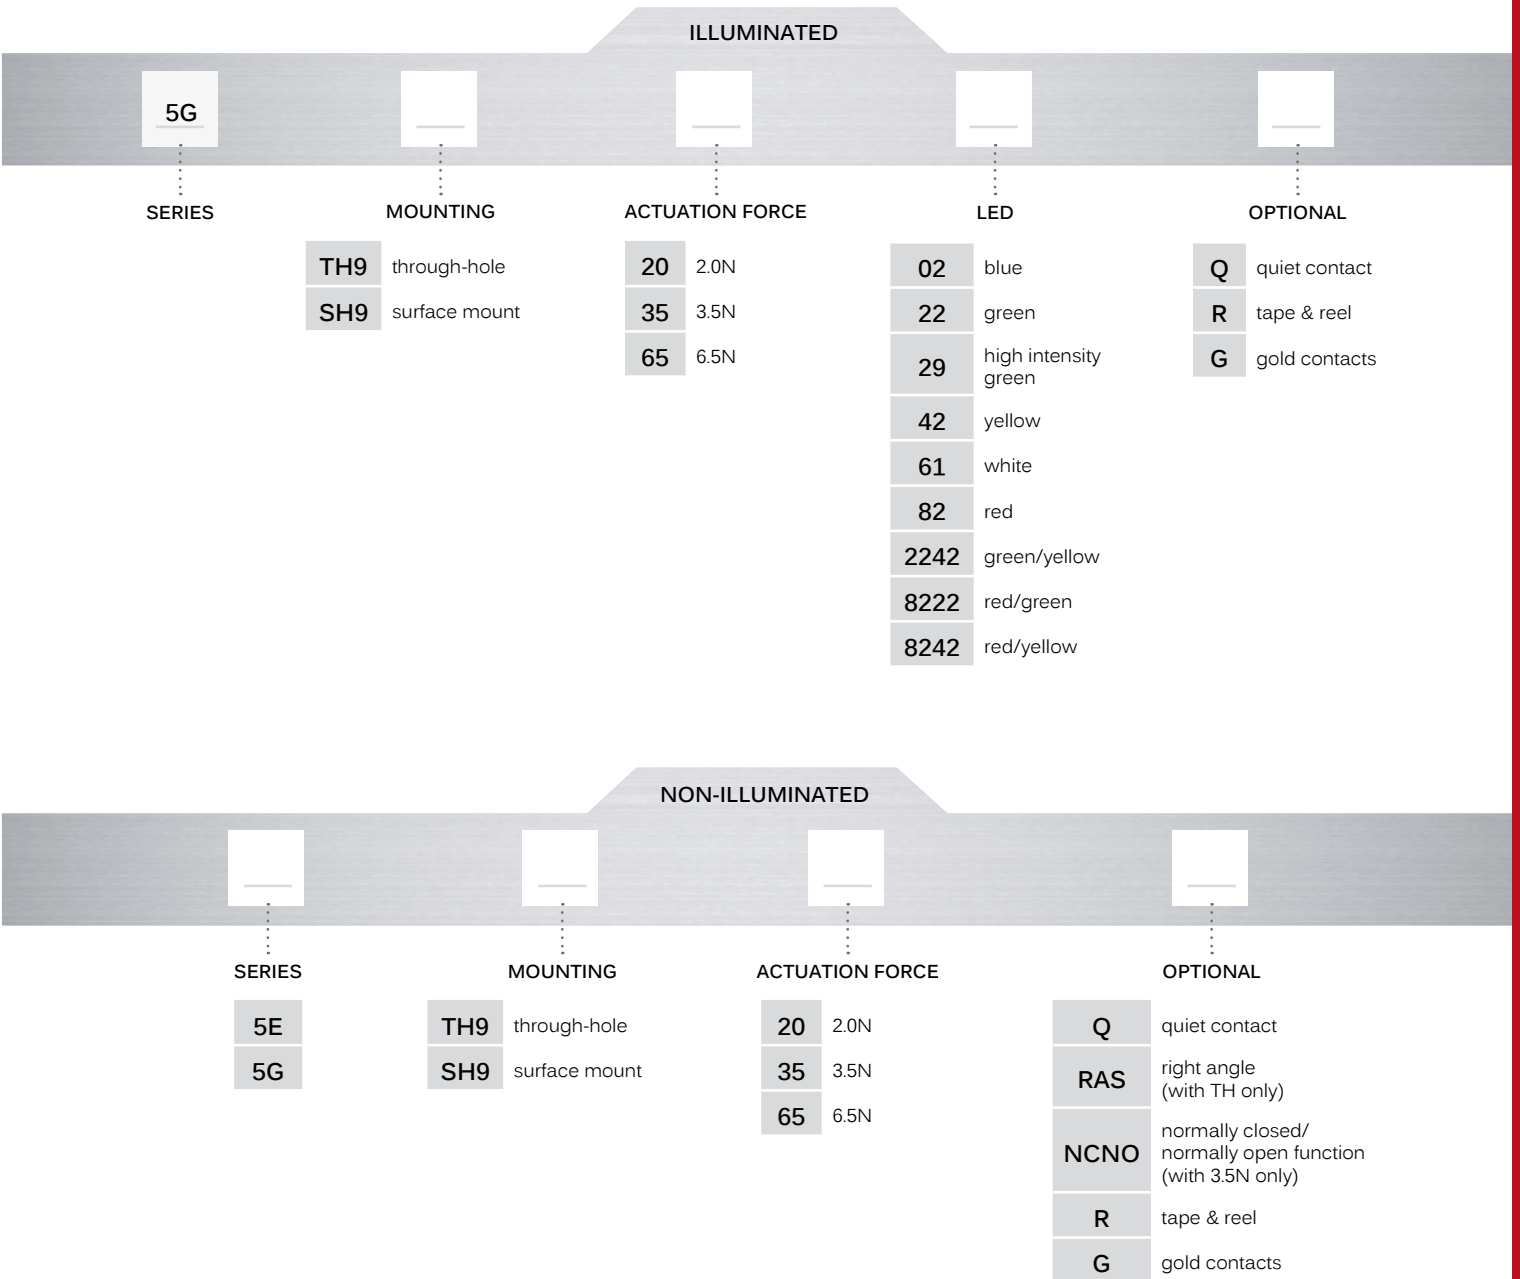 ILLUMINATED
5G
SERIES
MOUNTING
ACTUATION FORCE
LED
OPTIONAL
TH9 through-hole
SH9 surface mount
20 2.0N
35 3.5N
65 6.5N
02 blue
22 green
29 high intensity
green
42 yellow
61 white
82 red
2242 green/yellow
8222 red/green
8242 red/yellow
Q quiet contact
R tape & reel
G gold contacts
NON-ILLUMINATED
SERIES
MOUNTING
ACTUATION FORCE
OPTIONAL
5E
5G
TH9 through-hole
SH9 surface mount
20 2.0N
35 3.5N
65 6.5N
Q quiet contact
RAS right angle
(with TH only)
NCNO normally closed/
normally open function
(with 3.5N only)
R tape & reel
G gold contacts